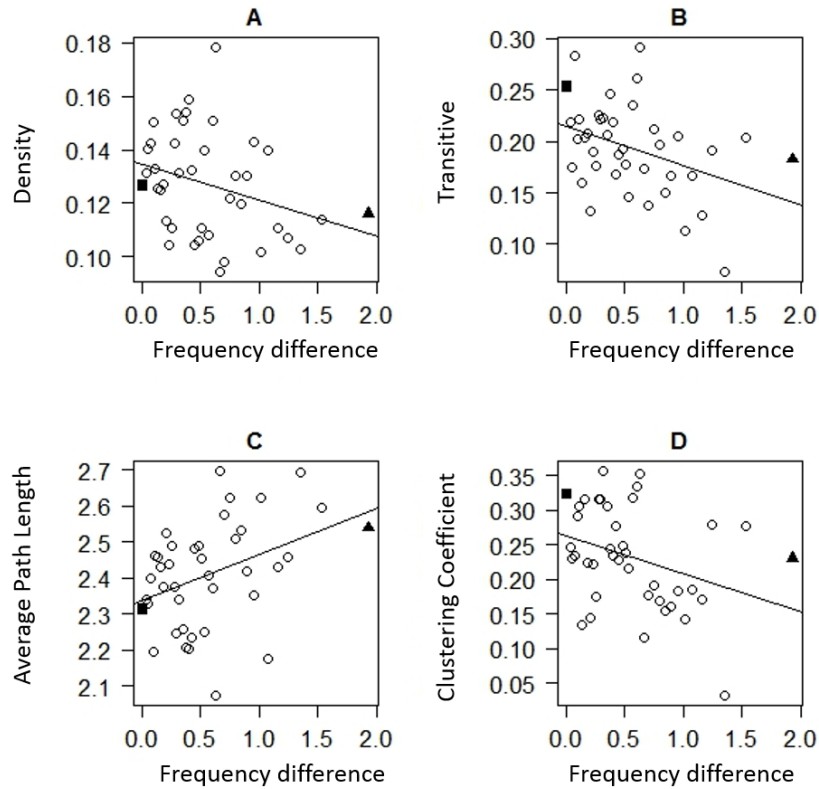 A
B
0.18
0.16
0.14
0.12
0.10
Density
0.0 0.5 1.0 1.5 2.0
Frequency difference
0.30
0.25
0.20
0.15
0.10
Transitive
0.0 0.5 1.0 1.5 2.0
Frequency difference
C
D
2.7
2.6
2.5
2.4
2.3
2.2
2.1
Average Path Length
0.0 0.5 1.0 1.5 2.0
Frequency difference
0.35
0.30
0.25
0.20
0.15
0.10
0.05
Clustering Coefficient
0.0 0.5 1.0 1.5 2.0
Frequency difference